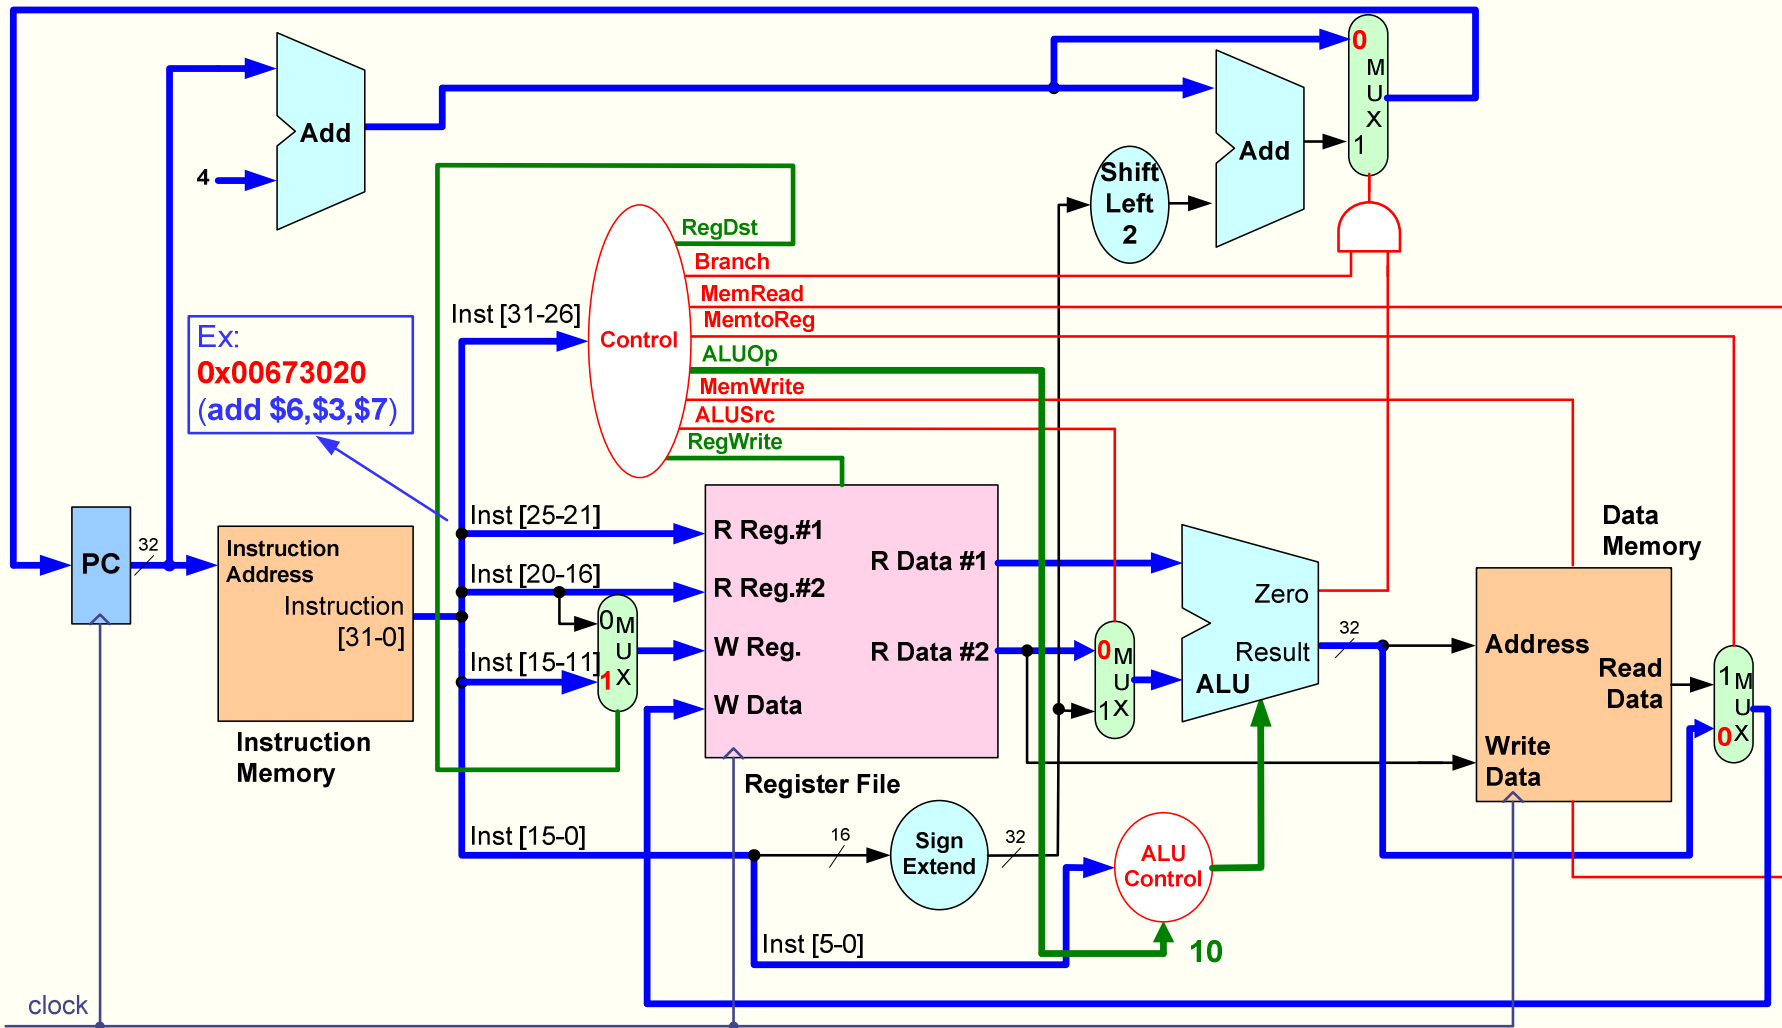 0
M
U
X
1
Add
4
Add
Shift
Left
2
RegDst
Branch
MemRead
MemtoReg
ALUOp
MemWrite
ALUSrc
RegWrite
Inst [31-26]
Control
Ex:
0x00673020
(add $6,$3,$7)
PC
32
Instruction
Address
Instruction
[31-0]
Instruction
Memory
Inst [25-21]
Inst [20-16]
Inst [15-11]
0
M
U
X
1
R Reg.#1
R Reg.#2
W Reg.
W Data
R Data #1
R Data #2
Register File
0
M
U
X
1
Zero
Result
ALU
32
Data
Memory
Address
Read
Data
Write
Data
1
M
U
X
0
Inst [15-0]
16
Sign
Extend
32
ALU
Control
Inst [5-0]
10
clock